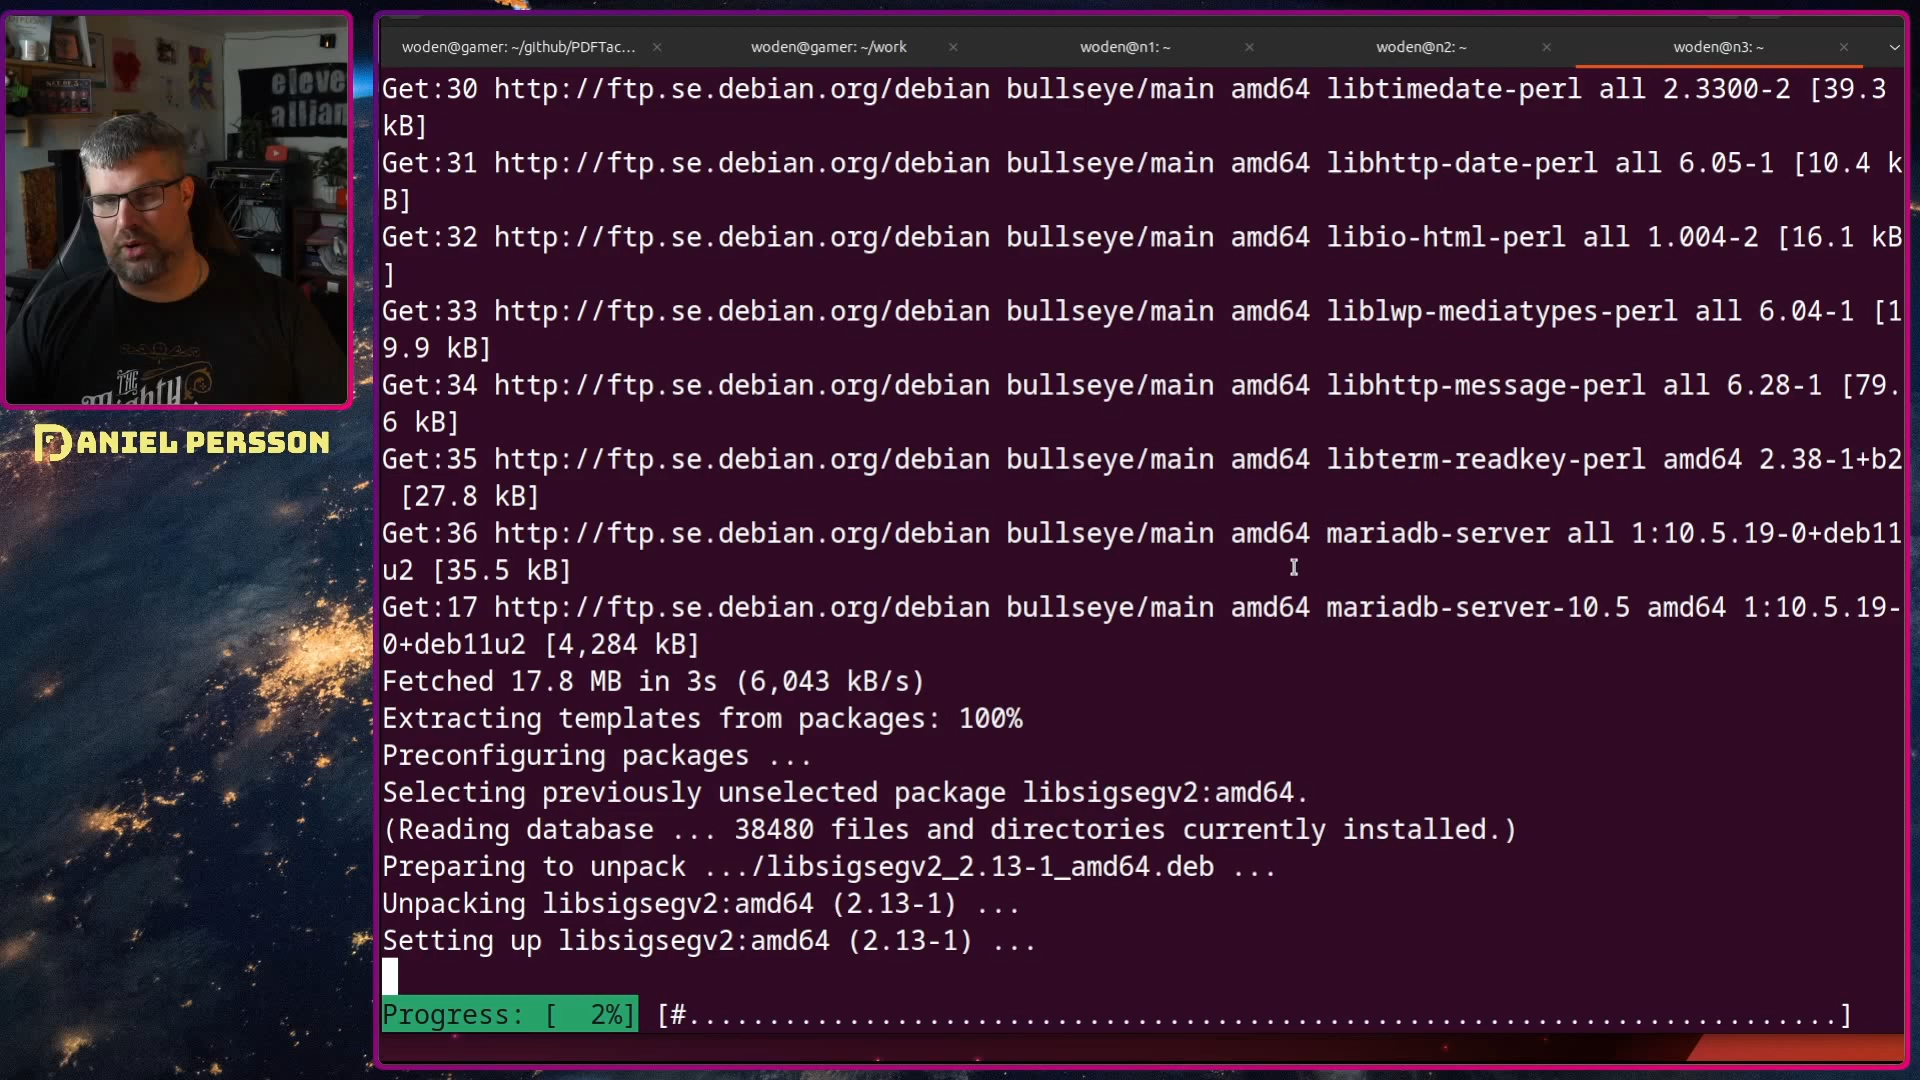 woden@gamer: ~/github/PDFTac... × woden@gamer: ~/work × woden@n1: ~ × woden@n2: ~ × woden@n3: ~ ×
Get:30 http://ftp.se.debian.org/debian bullseye/main amd64 libtimedate-perl all 2.3300-2 [39.3
kB]
Get:31 http://ftp.se.debian.org/debian bullseye/main amd64 libhttp-date-perl all 6.05-1 [10.4 k
B]
Get:32 http://ftp.se.debian.org/debian bullseye/main amd64 libio-html-perl all 1.004-2 [16.1 kB
]
Get:33 http://ftp.se.debian.org/debian bullseye/main amd64 liblwp-mediatypes-perl all 6.04-1 [1
9.9 kB]
Get:34 http://ftp.se.debian.org/debian bullseye/main amd64 libhttp-message-perl all 6.28-1 [79.
6 kB]
Get:35 http://ftp.se.debian.org/debian bullseye/main amd64 libterm-readkey-perl amd64 2.38-1+b2
[27.8 kB]
Get:36 http://ftp.se.debian.org/debian bullseye/main amd64 mariadb-server all 1:10.5.19-0+deb11
u2 [35.5 kB]
Get:17 http://ftp.se.debian.org/debian bullseye/main amd64 mariadb-server-10.5 amd64 1:10.5.19-
0+deb11u2 [4,284 kB]
Fetched 17.8 MB in 3s (6,043 kB/s)
Extracting templates from packages: 100%
Preconfiguring packages ...
Selecting previously unselected package libsigsegv2:amd64.
(Reading database ... 38480 files and directories currently installed.)
Preparing to unpack .../libsigsegv2_2.13-1_amd64.deb ...
Unpacking libsigsegv2:amd64 (2.13-1) ...
Setting up libsigsegv2:amd64 (2.13-1) ...
Progress: [  2%] [#........................................................................]
eleve
allian
THE
Mighty
DANIEL PERSSON